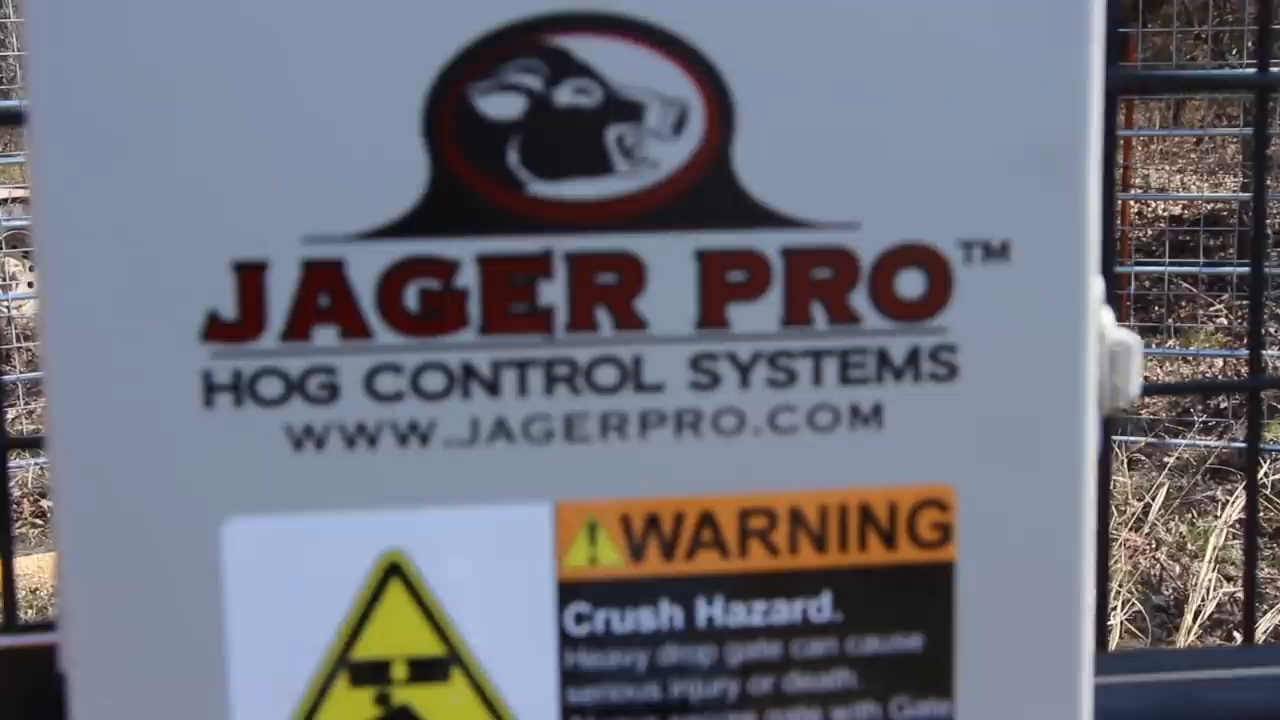 JAGER PRO™
HOG CONTROL SYSTEMS
WWW.JAGERPRO.COM
WARNING
Crush Hazard.
Heavy drop gate can cause
serious injury or death.